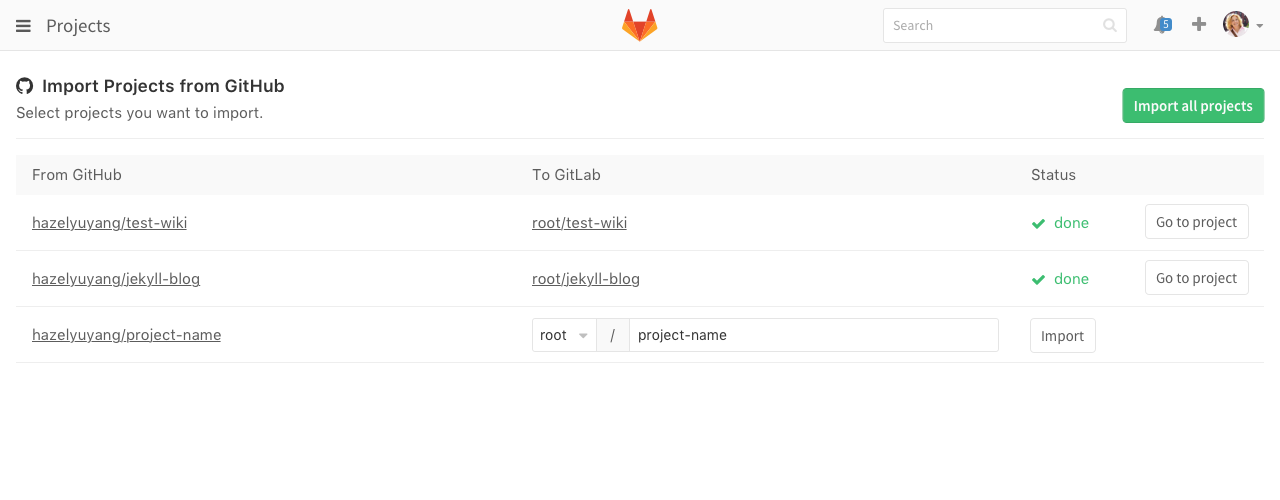 Projects
Search
5
Import Projects from GitHub
Select projects you want to import.
Import all projects
From GitHub To GitLab Status
hazelyuyang/test-wiki root/test-wiki done Go to project
hazelyuyang/jekyll-blog root/jekyll-blog done Go to project
hazelyuyang/project-name root / project-name Import